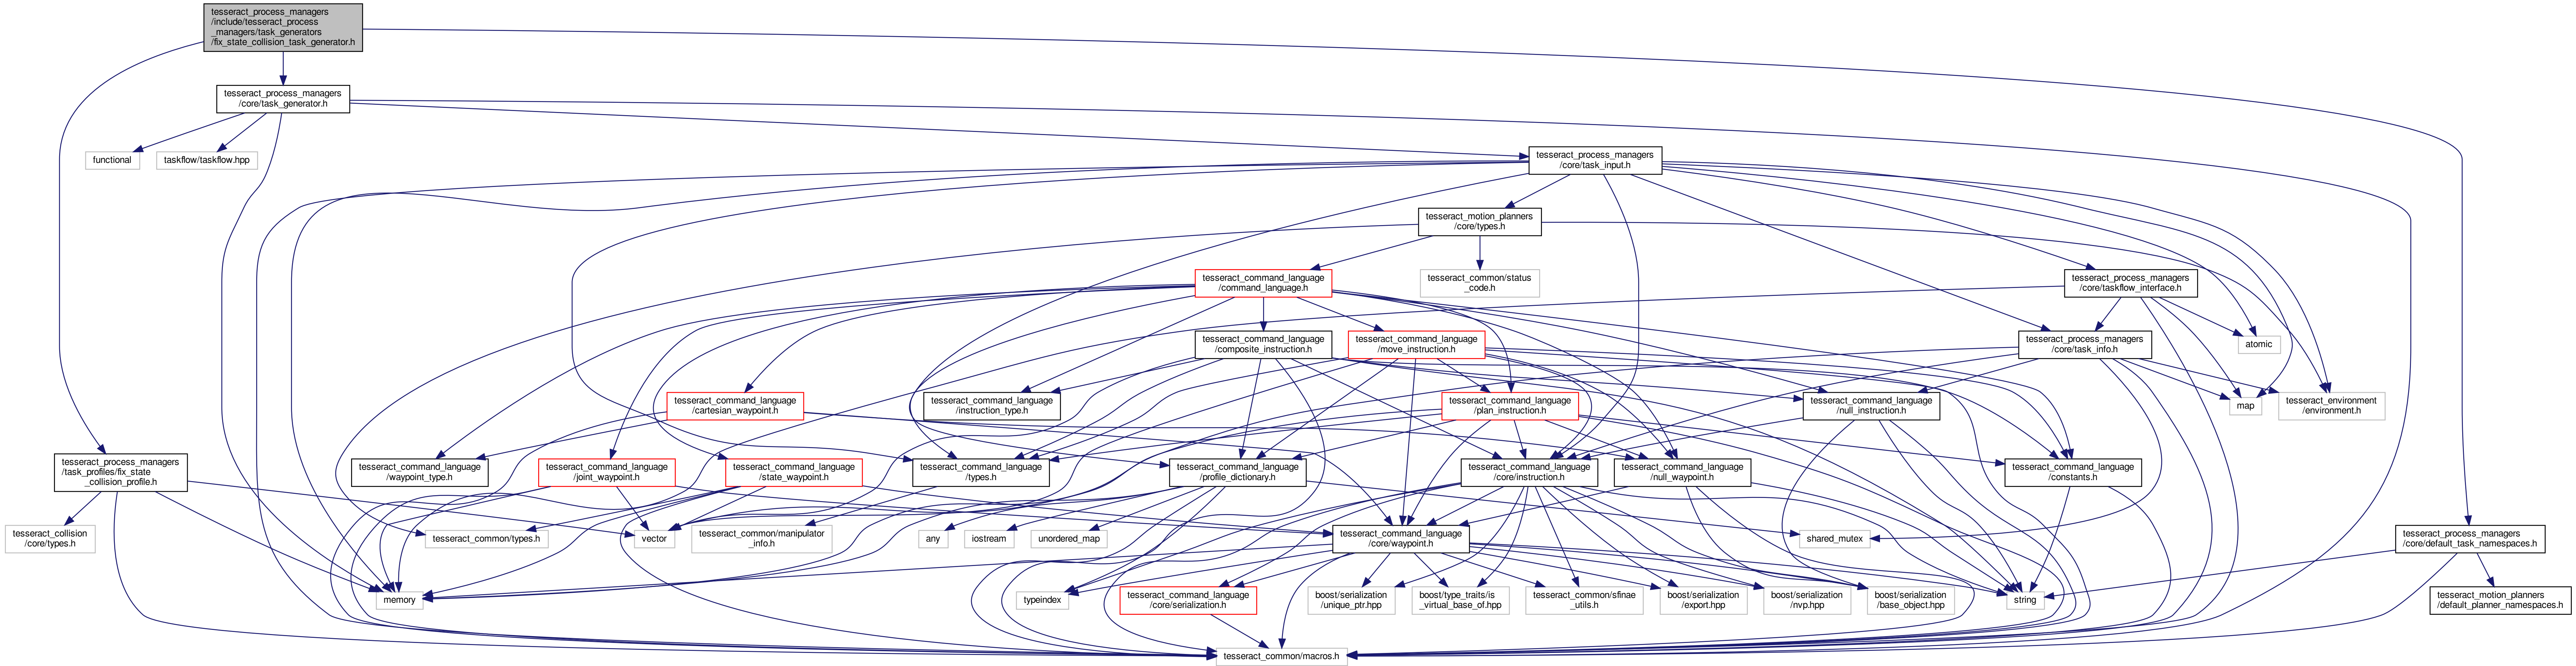 tesseract_process_managers
/include/tesseract_process
_managers/task_generators
/fix_state_collision_task_generator.h
tesseract_process_managers
/core/task_generator.h
functional
taskflow/taskflow.hpp
tesseract_process_managers
/core/task_input.h
tesseract_motion_planners
/core/types.h
tesseract_command_language
/command_language.h
tesseract_common/status
_code.h
tesseract_process_managers
/core/taskflow_interface.h
tesseract_command_language
/composite_instruction.h
tesseract_command_language
/move_instruction.h
tesseract_process_managers
/core/task_info.h
atomic
tesseract_command_language
/cartesian_waypoint.h
tesseract_command_language
/instruction_type.h
tesseract_command_language
/plan_instruction.h
tesseract_command_language
/null_instruction.h
map
tesseract_environment
/environment.h
tesseract_process_managers
/task_profiles/fix_state
_collision_profile.h
tesseract_command_language
/waypoint_type.h
tesseract_command_language
/joint_waypoint.h
tesseract_command_language
/state_waypoint.h
tesseract_command_language
/types.h
tesseract_command_language
/profile_dictionary.h
tesseract_command_language
/core/instruction.h
tesseract_command_language
/null_waypoint.h
tesseract_command_language
/constants.h
tesseract_collision
/core/types.h
tesseract_common/types.h
vector
tesseract_common/manipulator
_info.h
any
iostream
unordered_map
tesseract_command_language
/core/waypoint.h
shared_mutex
tesseract_process_managers
/core/default_task_namespaces.h
memory
typeindex
tesseract_command_language
/core/serialization.h
boost/serialization
/unique_ptr.hpp
boost/type_traits/is
_virtual_base_of.hpp
tesseract_common/sfinae
_utils.h
boost/serialization
/export.hpp
boost/serialization
/nvp.hpp
boost/serialization
/base_object.hpp
string
tesseract_motion_planners
/default_planner_namespaces.h
tesseract_common/macros.h